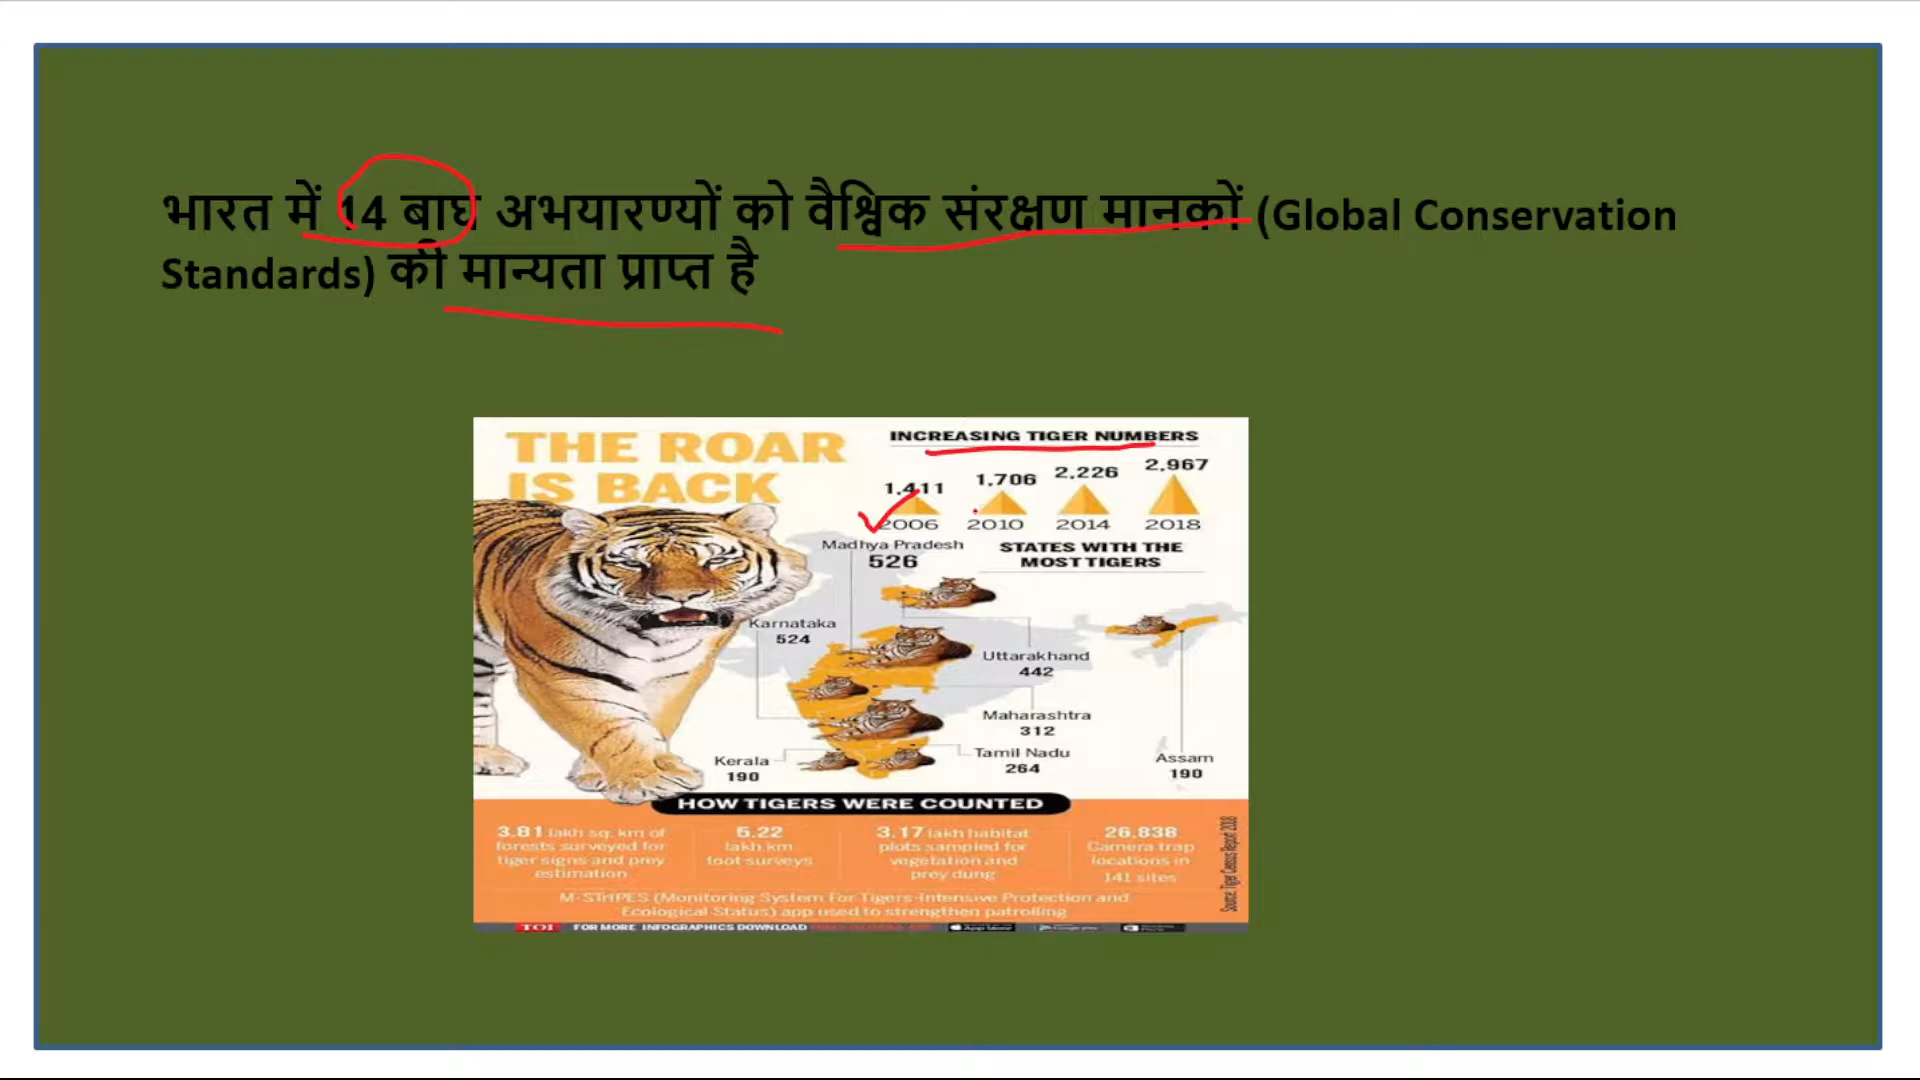 भारत में 14 बाघ अभयारण्यों को वैश्विक संरक्षण मानकों (Global Conservation
Standards) की मान्यता प्राप्त है
THE ROAR
IS BACK
INCREASING TIGER NUMBERS
1,411 1,706 2,226 2,967
2006 2010 2014 2018
Madhya Pradesh
526
STATES WITH THE
MOST TIGERS
Karnataka
524
Uttarakhand
442
Maharashtra
312
Tamil Nadu
264
Kerala
190
Assam
190
HOW TIGERS WERE COUNTED
3.81 lakh sq. km of
forests surveyed for
tiger signs and prey
estimation
5.22
lakh km
foot surveys
3.17 lakh habitat
plots sampled for
vegetation and
prey dung
26,838
Camera trap
locations in
141 sites
M-STrIPES (Monitoring System For Tigers-Intensive Protection and
Ecological Status) app used to strengthen patrolling
Source: Tiger Census Report 2018
TOI FOR MORE INFOGRAPHICS DOWNLOAD